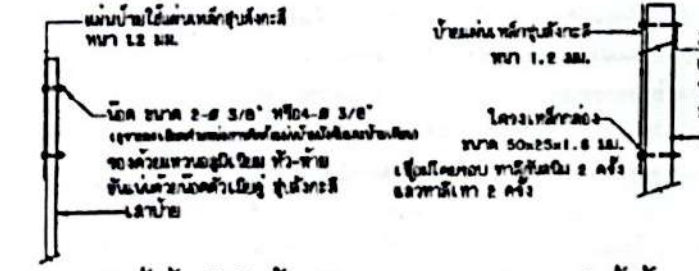 แผ่นป้ายใช้แผ่นเหล็กชุบสังกะสี
หนา 1.2 มม.
น๊อต ขนาด 2-ø 3/8" หรือ4-ø 3/8"
รองด้วยแหวนอลูมิเนียม หัว-ท้าย
ขันแน่นด้วยน๊อตตัวเมียคู่ ชุบสังกะสี
เสาป้าย
ป้ายแผ่นเหล็กชุบสังกะสี
หนา 1.2 มม.
โครงเหล็กกล่อง
ขนาด 50x25x1.6 มม.
เชื่อมโดยรอบ ทาสีกันสนิม 2 ครั้ง
และทาสีเทา 2 ครั้ง